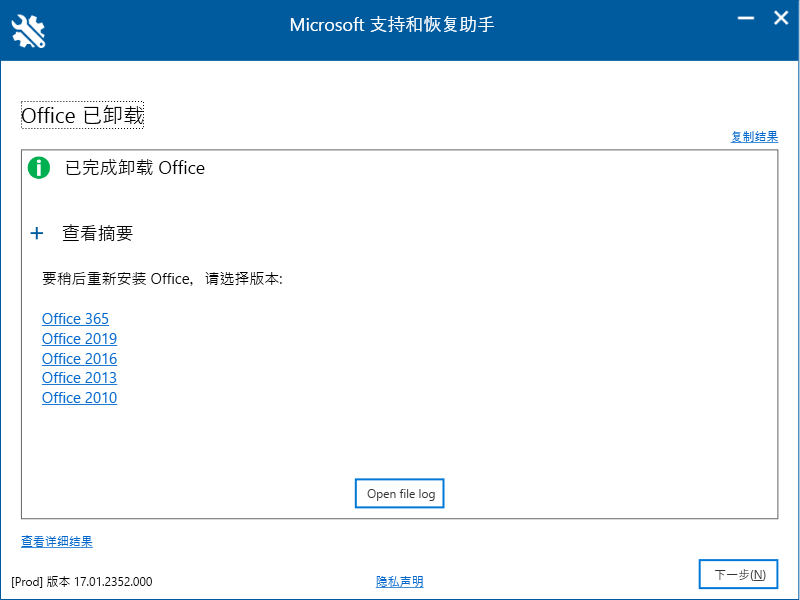 Microsoft 支持和恢复助手
Office 已卸载
复制结果
已完成卸载 Office
+ 查看摘要
要稍后重新安装 Office，请选择版本:
Office 365
Office 2019
Office 2016
Office 2013
Office 2010
Open file log
查看详细结果
[Prod] 版本 17.01.2352.000
隐私声明
下一步(N)